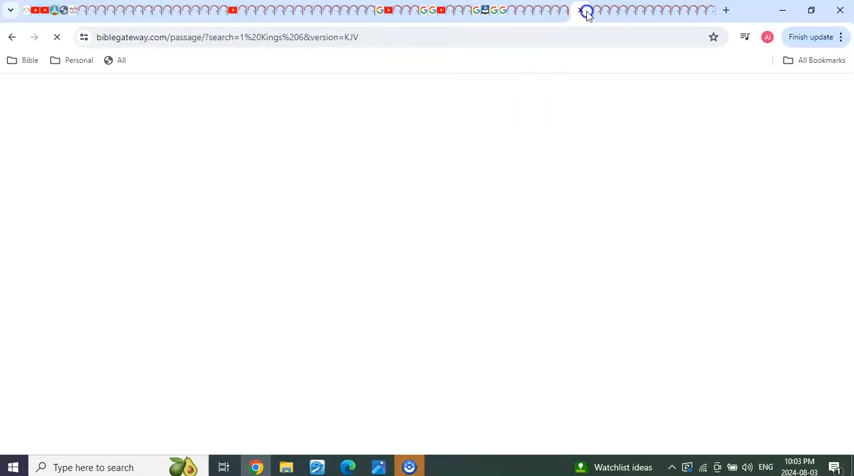 biblegateway.com/passage/?search=1%20Kings%206&version=KJV
AI
Finish update
Bible
Personal
All
All Bookmarks
Type here to search
Watchlist ideas
ENG
10:03 PM
2024-08-03